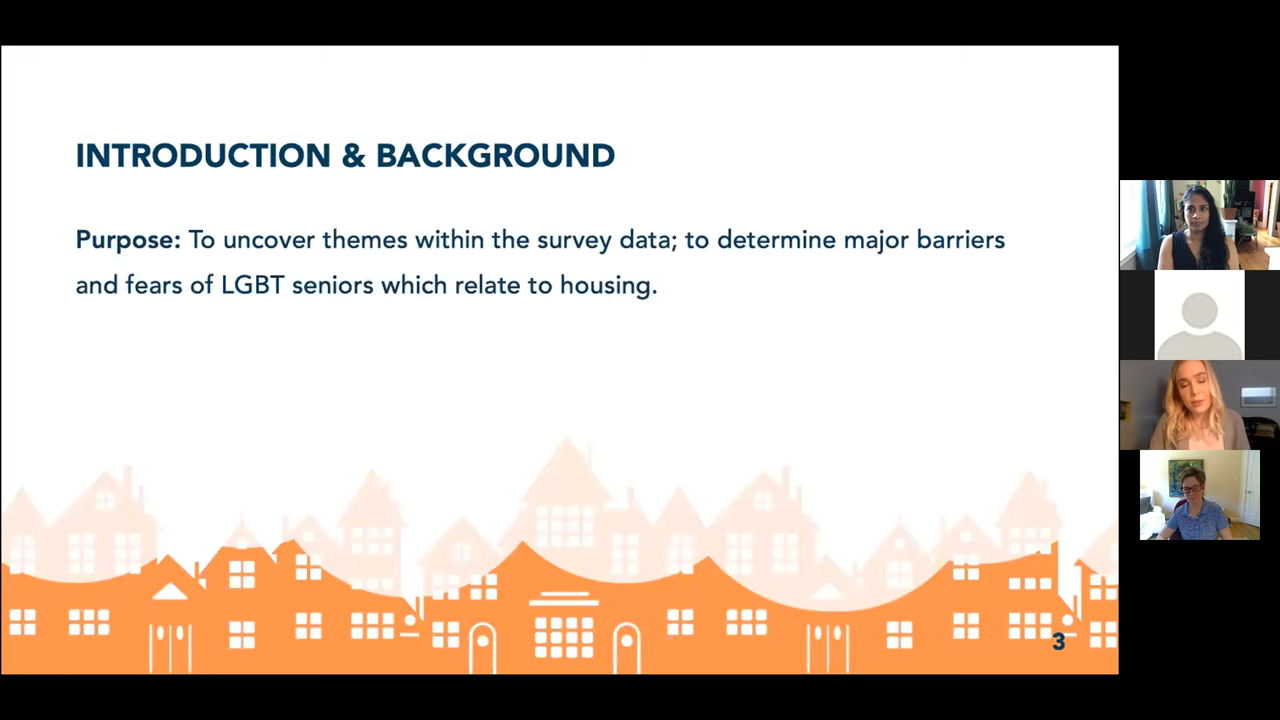 INTRODUCTION & BACKGROUND
Purpose: To uncover themes within the survey data; to determine major barriers
and fears of LGBT seniors which relate to housing.
3